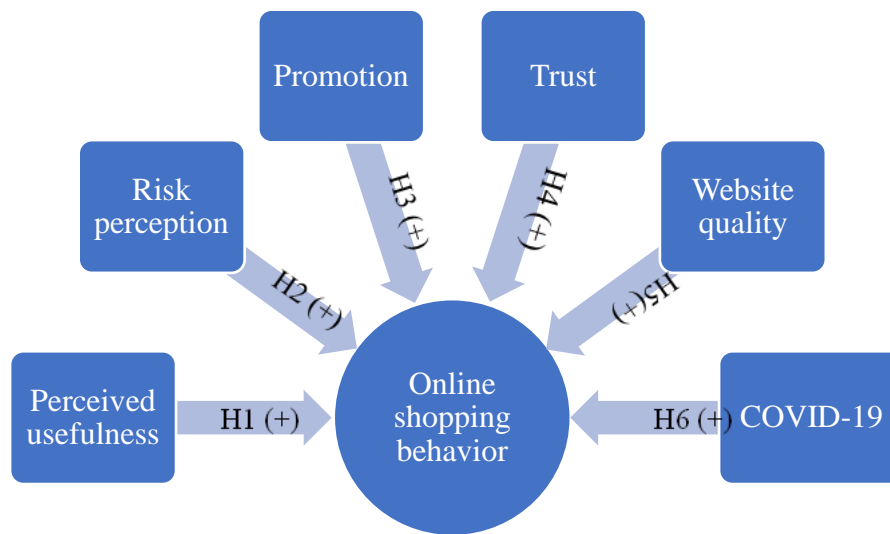 Promotion
Trust
Risk
perception
Website
quality
H3 (+)
H4 (+)
H2 (+)
H5(+)
Perceived
usefulness
H1 (+)
Online
shopping
behavior
H6 (+)
COVID-19